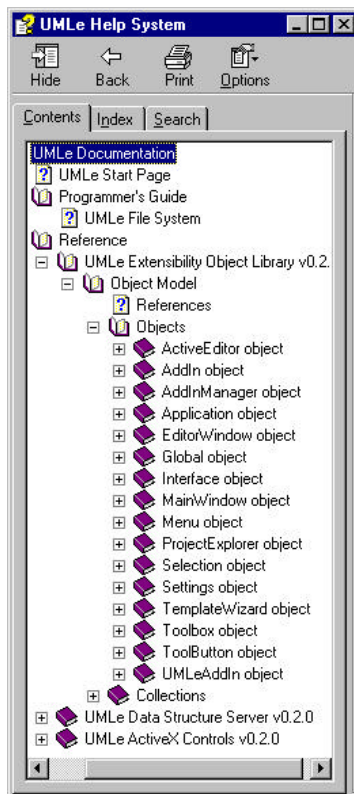 UMLe Help System
Hide Back Print Options
Contents Index Search
UMLe Documentation
UMLe Start Page
Programmer's Guide
UMLe File System
Reference
UMLe Extensibility Object Library v0.2.
Object Model
References
Objects
ActiveEditor object
AddIn object
AddInManager object
Application object
EditorWindow object
Global object
Interface object
MainWindow object
Menu object
ProjectExplorer object
Selection object
Settings object
TemplateWizard object
Toolbox object
ToolButton object
UMLeAddIn object
Collections
UMLe Data Structure Server v0.2.0
UMLe ActiveX Controls v0.2.0